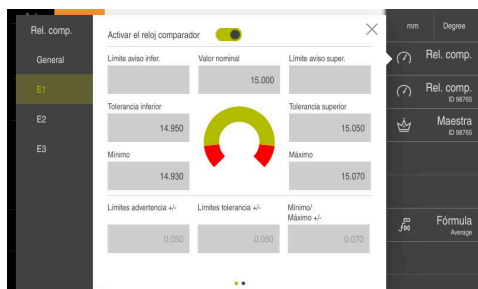 Rel. comp.
General
E1
E2
E3
Activar el reloj comparador
Límite aviso infer.
Valor nominal
Límite aviso super.
15.000
Tolerancia inferior
Tolerancia superior
14.950
15.050
Mínimo
Máximo
14.930
15.070
Límites advertencia +/-
Límites tolerancia +/-
Mínimo/
Máximo +/-
0.050
0.050
0.070
mm
Degree
Rel. comp.
Rel. comp.
ID 98765
Maestra
ID 98765
Fórmula
Average